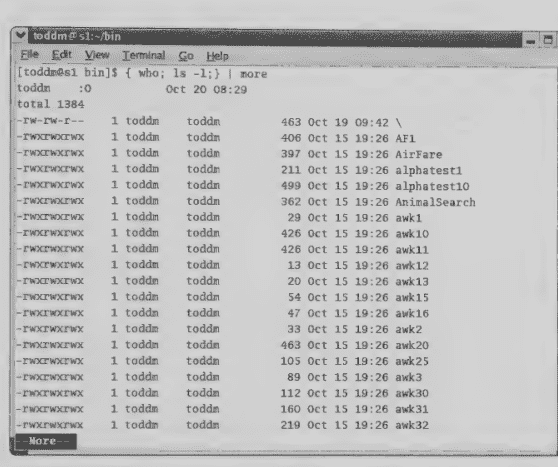 toddm@s1:~/bin
File Edit View Terminal Go Help
[toddm@s1 bin]$ { who; ls -l;} | more
toddm :0 Oct 20 08:29
total 1384
-rw-rw-r-- 1 toddm toddm 463 Oct 19 09:42 \
-rwxrwxrwx 1 toddm toddm 406 Oct 15 19:26 AF1
-rwxrwxrwx 1 toddm toddm 397 Oct 15 19:26 AirFare
-rwxrwxrwx 1 toddm toddm 211 Oct 15 19:26 alphatest1
-rwxrwxrwx 1 toddm toddm 499 Oct 15 19:26 alphatest10
-rwxrwxrwx 1 toddm toddm 362 Oct 15 19:26 AnimalSearch
-rwxrwxrwx 1 toddm toddm 29 Oct 15 19:26 awk1
-rwxrwxrwx 1 toddm toddm 426 Oct 15 19:26 awk10
-rwxrwxrwx 1 toddm toddm 426 Oct 15 19:26 awk11
-rwxrwxrwx 1 toddm toddm 13 Oct 15 19:26 awk12
-rwxrwxrwx 1 toddm toddm 20 Oct 15 19:26 awk13
-rwxrwxrwx 1 toddm toddm 54 Oct 15 19:26 awk15
-rwxrwxrwx 1 toddm toddm 47 Oct 15 19:26 awk16
-rwxrwxrwx 1 toddm toddm 33 Oct 15 19:26 awk2
-rwxrwxrwx 1 toddm toddm 463 Oct 15 19:26 awk20
-rwxrwxrwx 1 toddm toddm 105 Oct 15 19:26 awk25
-rwxrwxrwx 1 toddm toddm 89 Oct 15 19:26 awk3
-rwxrwxrwx 1 toddm toddm 112 Oct 15 19:26 awk30
-rwxrwxrwx 1 toddm toddm 160 Oct 15 19:26 awk31
-rwxrwxrwx 1 toddm toddm 219 Oct 15 19:26 awk32
--More--